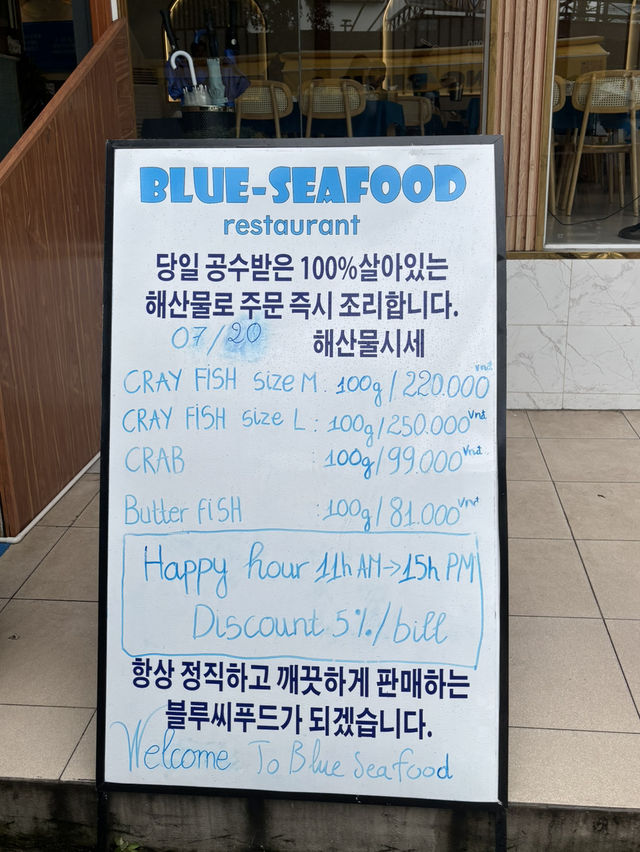 BLUE-SEAFOOD
restaurant
당일 공수받은 100%살아있는
해산물로 주문 즉시 조리합니다.
07/20 해산물시세
CRAY FISH size M : 100g/220.000 Vnđ
CRAY FISH size L : 100g/250.000 Vnđ
CRAB : 100g/99.000 Vnđ
Butter FISH : 100g/81.000 Vnđ
Happy hour 11h AM→15h PM
Discount 5%/bill
항상 정직하고 깨끗하게 판매하는
블루씨푸드가 되겠습니다.
Welcome To Blue Seafood